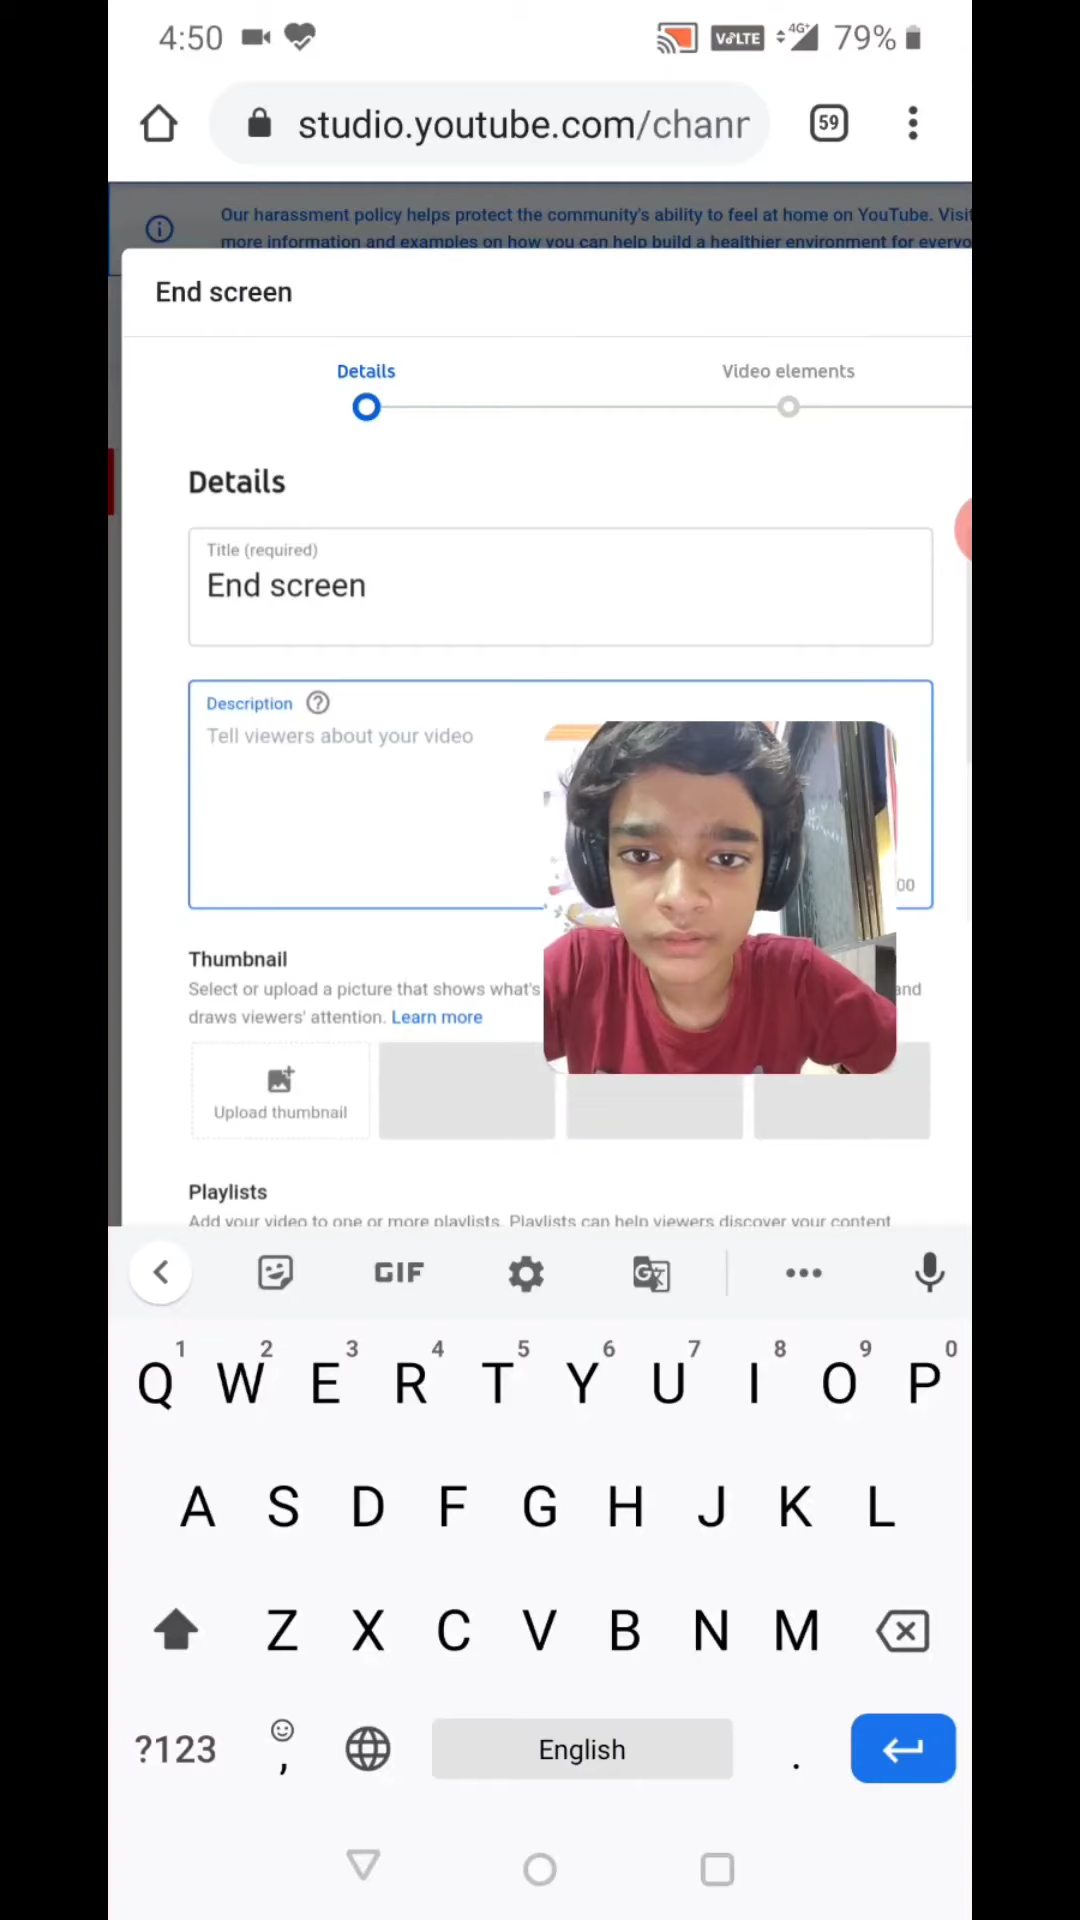 4:50
VoLTE
4G+
79%
studio.youtube.com/chanr
59
Our harassment policy helps protect the community's ability to feel at home on YouTube. Visit
more information and examples on how you can help build a healthier environment for everyo
End screen
Details
Video elements
Details
Title (required)
End screen
Description
Tell viewers about your video
00
Thumbnail
Select or upload a picture that shows what's
and
draws viewers' attention. Learn more
Upload thumbnail
Playlists
Add your video to one or more playlists. Playlists can help viewers discover your content
GIF
1 2 3 4 5 6 7 8 9 0
Q W E R T Y U I O P
A S D F G H J K L
Z X C V B N M
?123 , English .